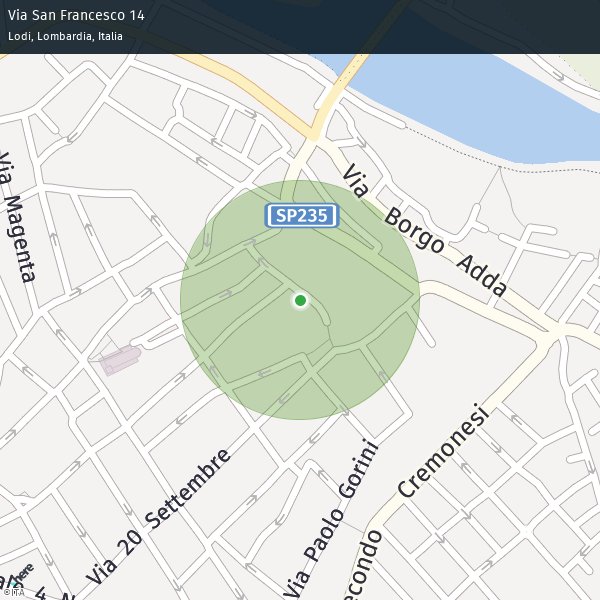 Via San Francesco 14
Lodi, Lombardia, Italia
SP235
Via Borgo Adda
Via Magenta
Via 20 Settembre
Via Paolo Gorini
econdo Cremonesi
here